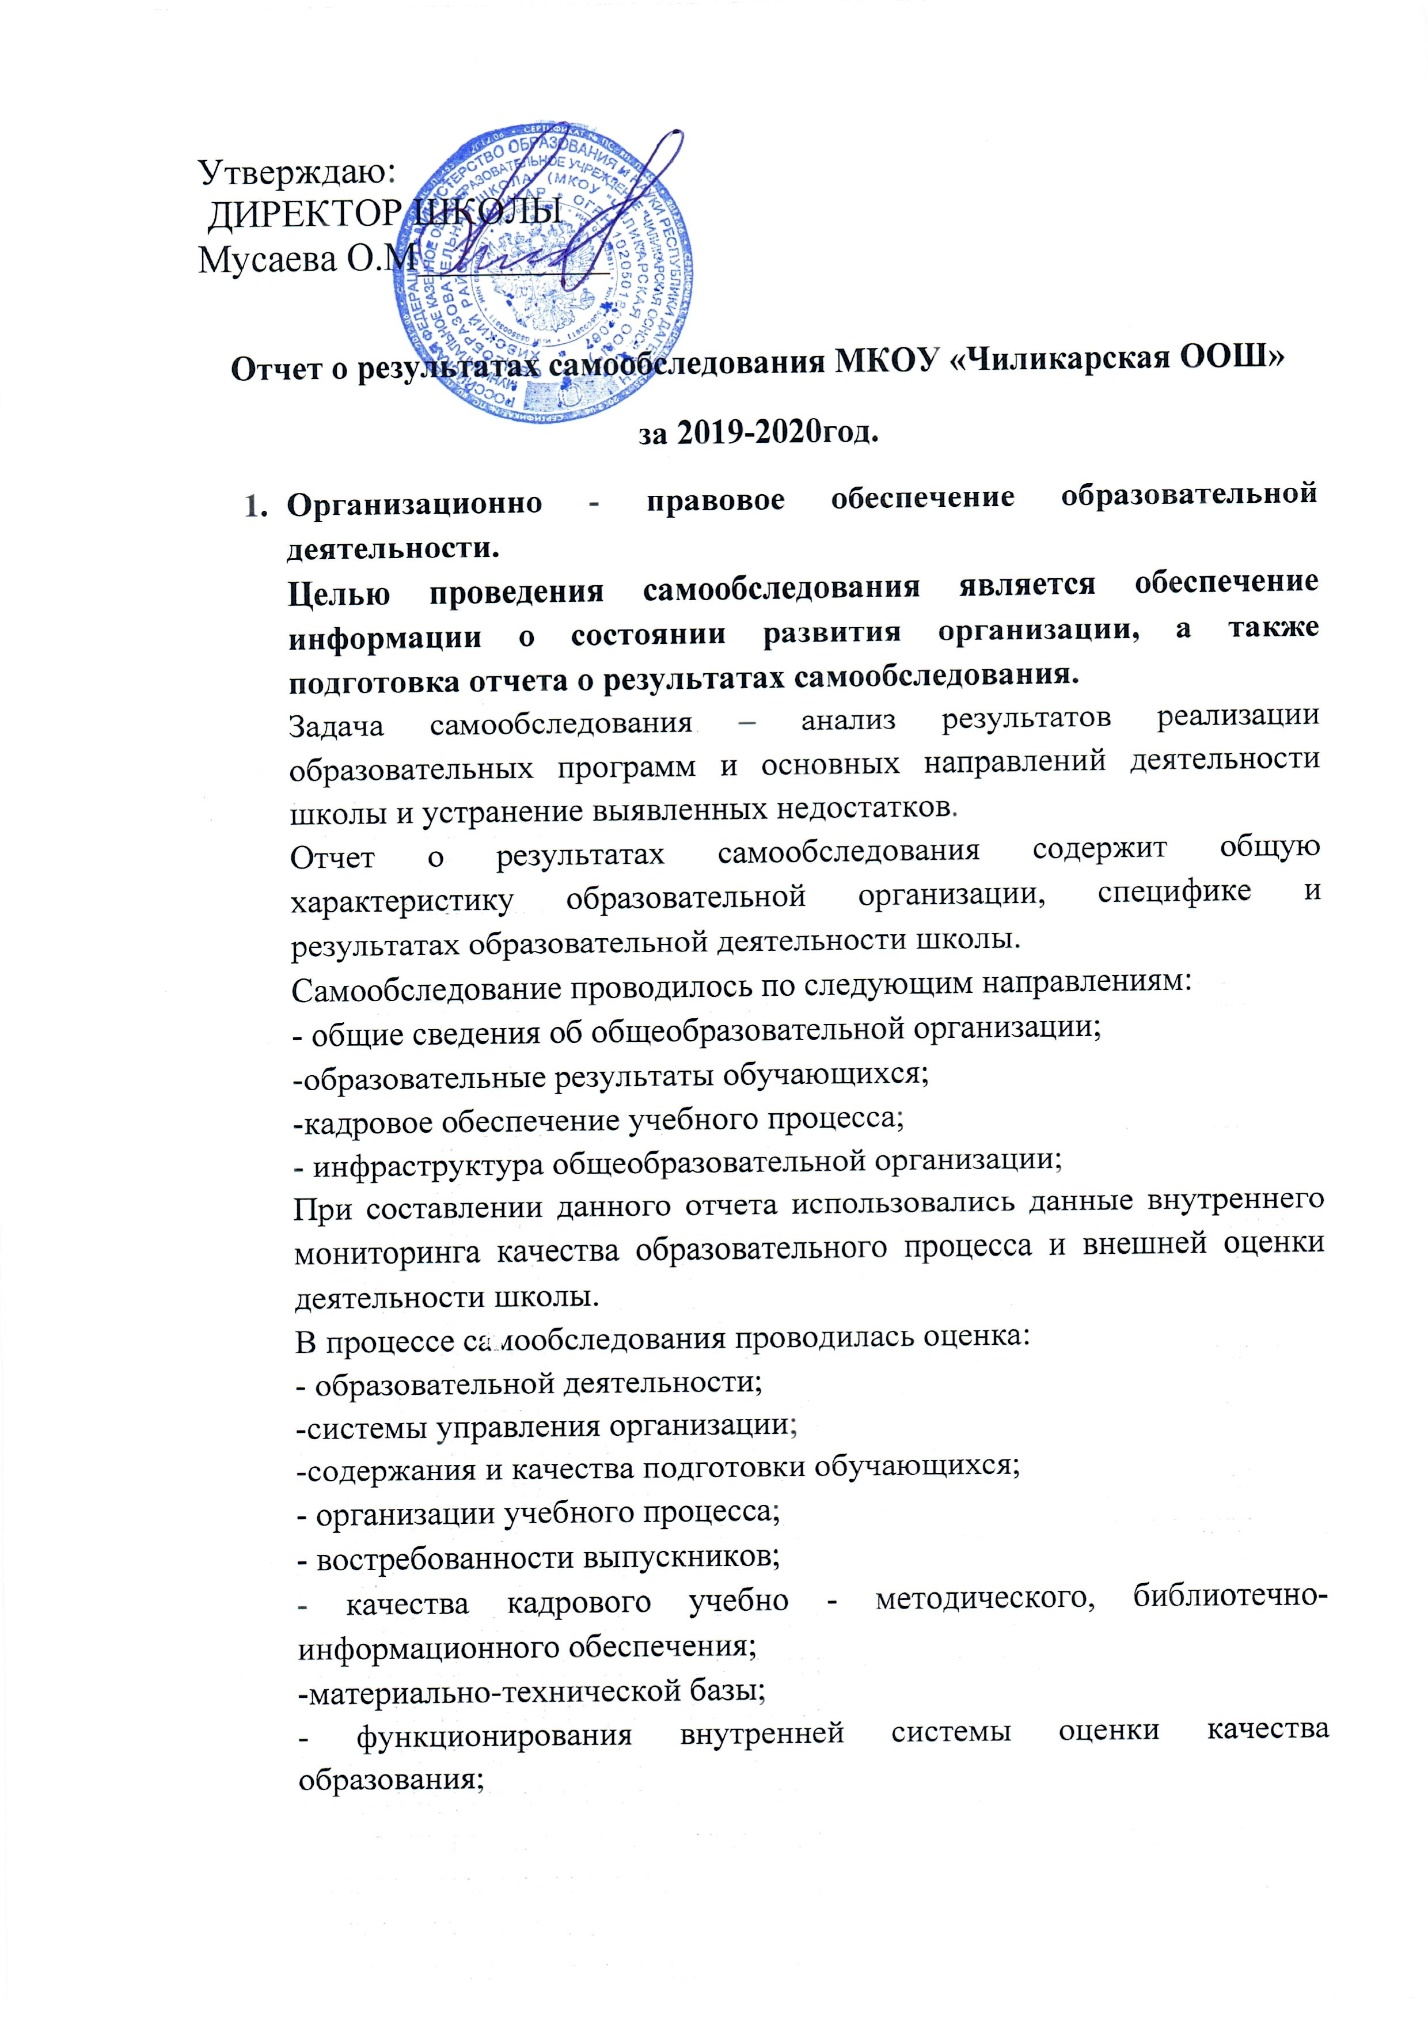 Утверждаю:
ДИРЕКТОР ШКОЛЫ
Мусаева О.М
Отчет о результатах самообследования МКОУ «Чиликарская ООШ»
за 2019-2020год.
1. Организационно - правовое обеспечение образовательной
деятельности.
Целью проведения самообследования является обеспечение
информации о состоянии развития организации, а также
подготовка отчета о результатах самообследования.
Задача самообследования – анализ результатов реализации
образовательных программ и основных направлений деятельности
школы и устранение выявленных недостатков.
Отчет о результатах самообследования содержит общую
характеристику образовательной организации, специфике и
результатах образовательной деятельности школы.
Самообследование проводилось по следующим направлениям:
- общие сведения об общеобразовательной организации;
-образовательные результаты обучающихся;
-кадровое обеспечение учебного процесса;
- инфраструктура общеобразовательной организации;
При составлении данного отчета использовались данные внутреннего
мониторинга качества образовательного процесса и внешней оценки
деятельности школы.
В процессе самообследования проводилась оценка:
- образовательной деятельности;
-системы управления организации;
-содержания и качества подготовки обучающихся;
- организации учебного процесса;
- востребованности выпускников;
- качества кадрового учебно - методического, библиотечно-
информационного обеспечения;
-материально-технической базы;
- функционирования внутренней системы оценки качества
образования;